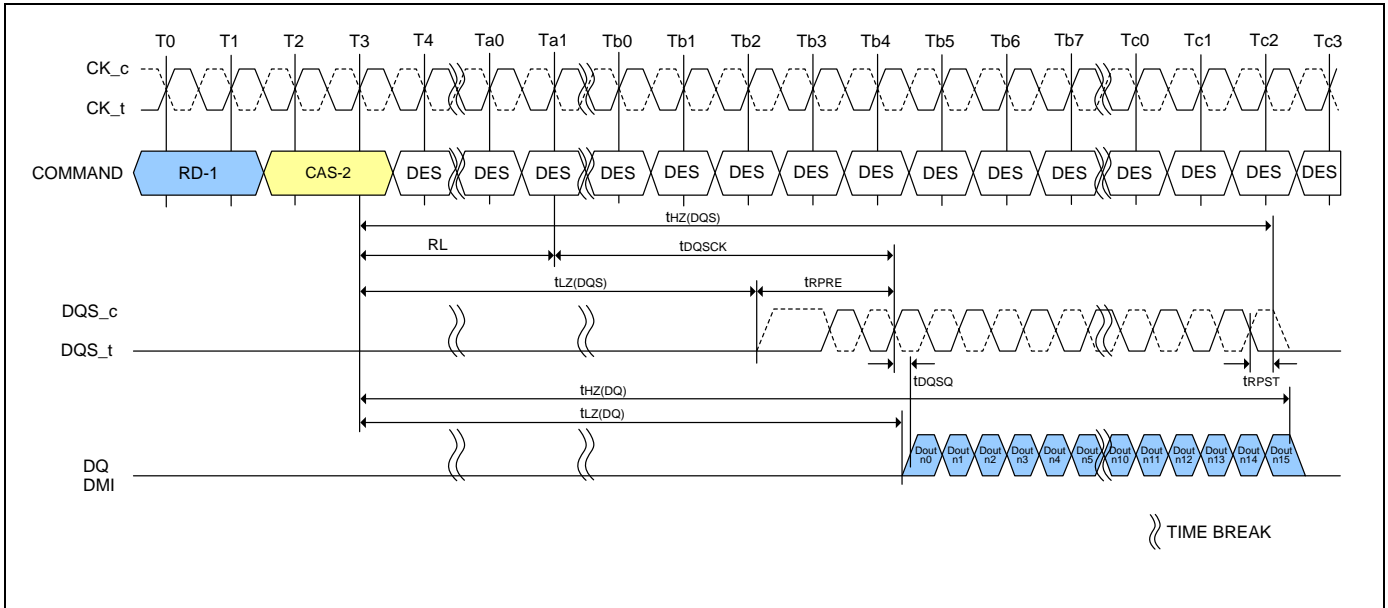 T0 T1 T2 T3 T4 Ta0 Ta1 Tb0 Tb1 Tb2 Tb3 Tb4 Tb5 Tb6 Tb7 Tc0 Tc1 Tc2 Tc3
CK_c
CK_t
COMMAND RD-1 CAS-2 DES DES DES DES DES DES DES DES DES DES DES DES DES DES DES
tHZ(DQS)
RL tDQSCK
tLZ(DQS) tRPRE
DQS_c
DQS_t
tDQSQ tRPST
tHZ(DQ)
tLZ(DQ)
DQ
DMI
Dout Dout Dout Dout Dout Dout Dout Dout Dout Dout Dout Dout
n0 n1 n2 n3 n4 n5 n10 n11 n12 n13 n14 n15
TIME BREAK